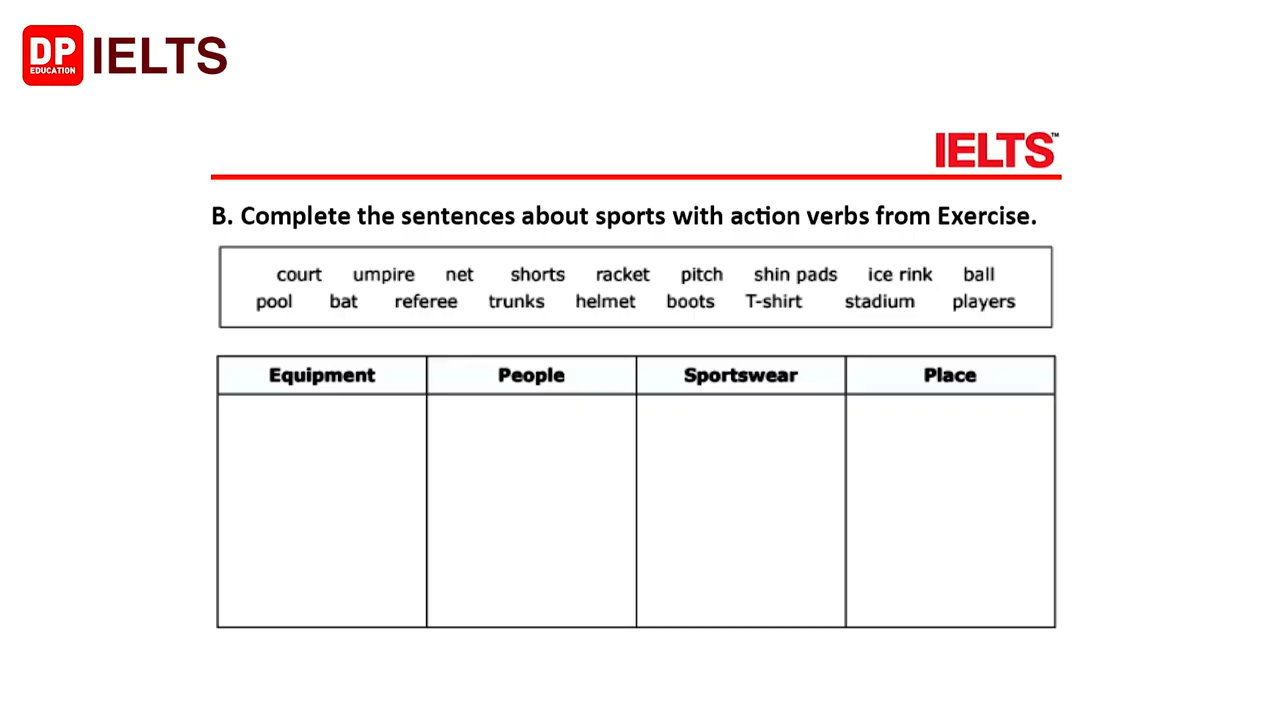 DP
EDUCATION
IELTS
IELTS™
B. Complete the sentences about sports with action verbs from Exercise.
court umpire net shorts racket pitch shin pads ice rink ball
pool bat referee trunks helmet boots T-shirt stadium players
Equipment People Sportswear Place